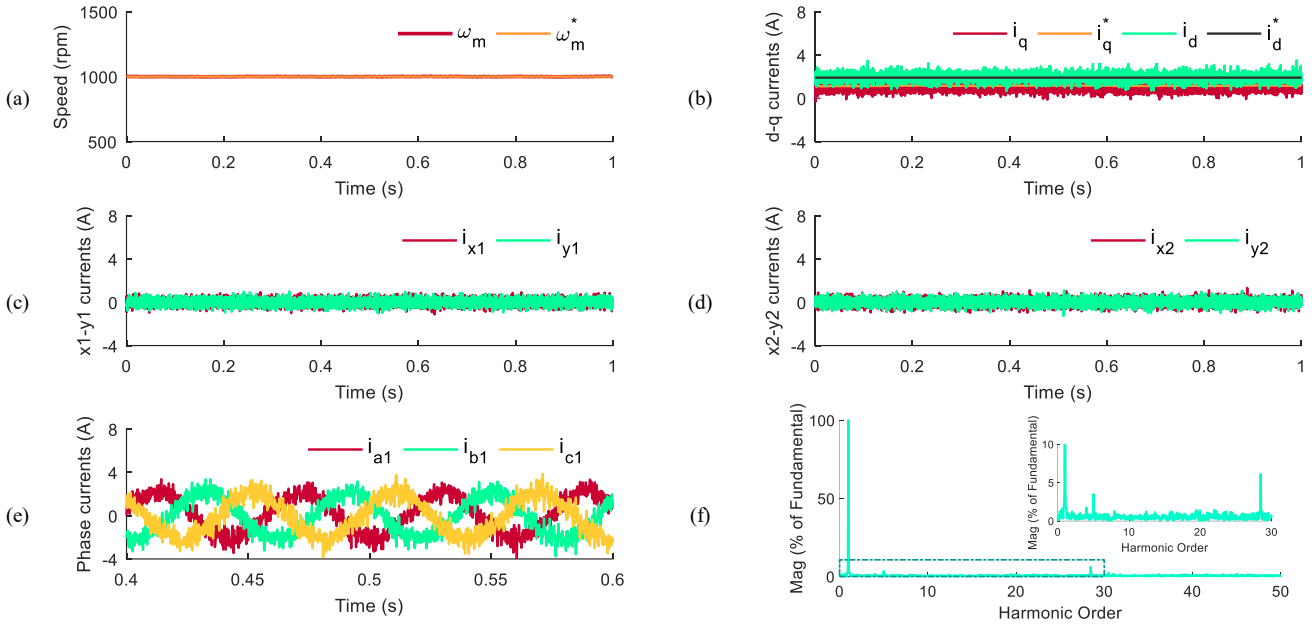 (a)
Speed (rpm)
1500
1000
500
ω_m ω_m^*
0 0.2 0.4 0.6 0.8 1
Time (s)
(b)
d-q currents (A)
8
4
0
-4
i_q i_q^* i_d i_d^*
0 0.2 0.4 0.6 0.8 1
Time (s)
(c)
x1-y1 currents (A)
8
4
0
-4
i_x1 i_y1
0 0.2 0.4 0.6 0.8 1
Time (s)
(d)
x2-y2 currents (A)
8
4
0
-4
i_x2 i_y2
0 0.2 0.4 0.6 0.8 1
Time (s)
(e)
Phase currents (A)
8
4
0
-4
i_a1 i_b1 i_c1
0.4 0.45 0.5 0.55 0.6
Time (s)
(f)
Mag (% of Fundamental)
100
50
0
0 10 20 30 40 50
Harmonic Order
Mag (% of Fundamental)
10
5
0
0 10 20 30
Harmonic Order